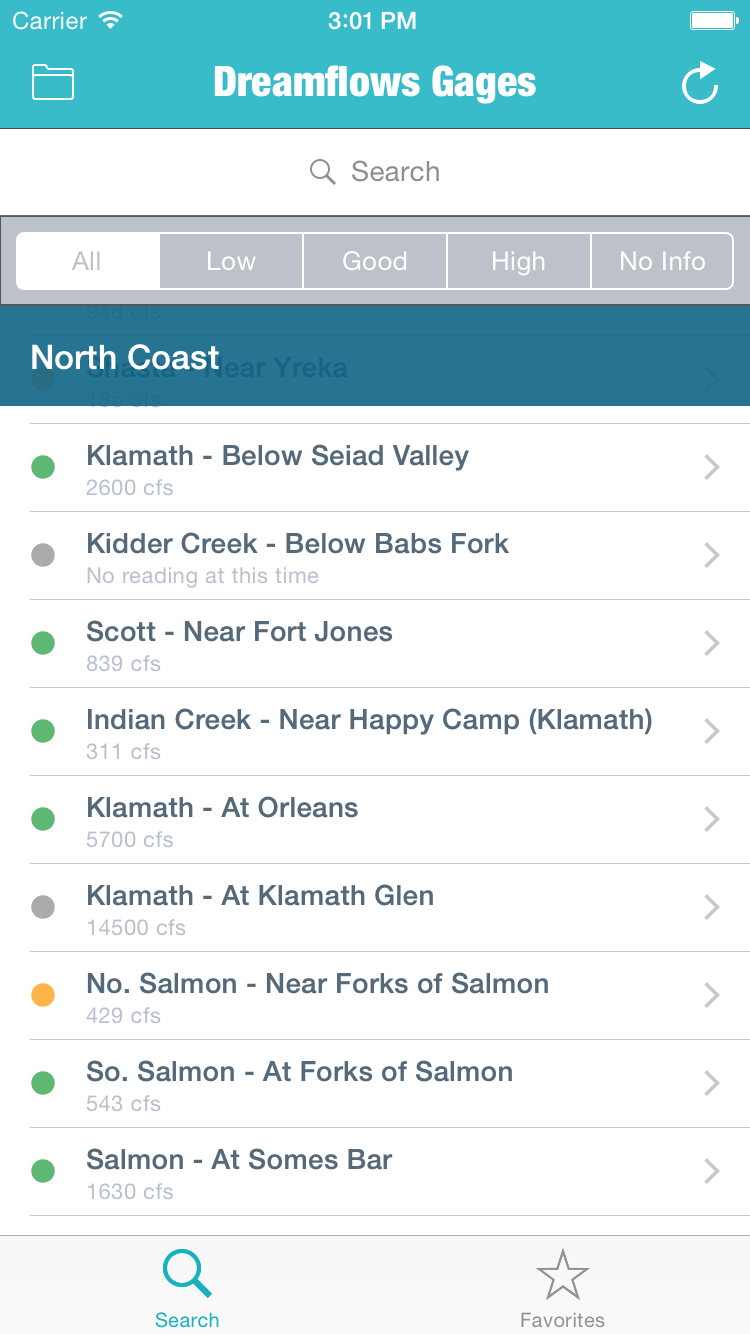 Carrier 3:01 PM
Dreamflows Gages
Search
All Low Good High No Info
948 cfs
North Coast
Shasta - Near Yreka
185 cfs
Klamath - Below Seiad Valley
2600 cfs
Kidder Creek - Below Babs Fork
No reading at this time
Scott - Near Fort Jones
839 cfs
Indian Creek - Near Happy Camp (Klamath)
311 cfs
Klamath - At Orleans
5700 cfs
Klamath - At Klamath Glen
14500 cfs
No. Salmon - Near Forks of Salmon
429 cfs
So. Salmon - At Forks of Salmon
543 cfs
Salmon - At Somes Bar
1630 cfs
Search Favorites